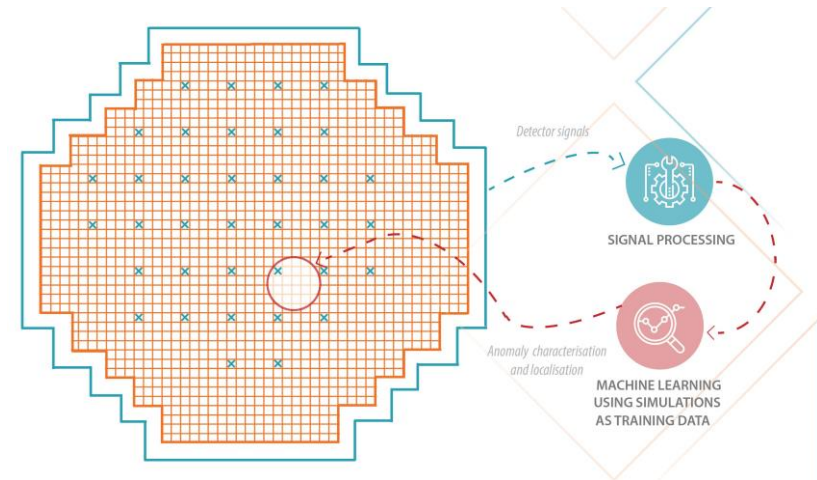 Detector signals
SIGNAL PROCESSING
Anomaly characterisation
and localisation
MACHINE LEARNING
USING SIMULATIONS
AS TRAINING DATA